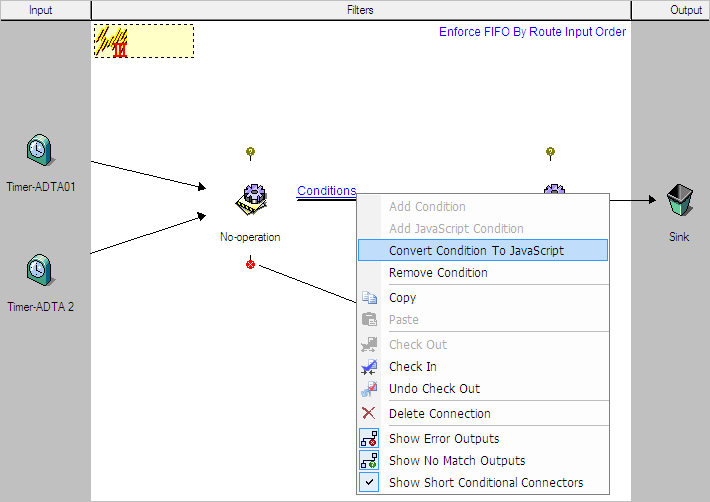 Input
Filters
Output
Enforce FIFO By Route Input Order
Timer-ADTA01
Conditions
No-operation
Sink
Timer-ADTA 2
Add Condition
Add JavaScript Condition
Convert Condition To JavaScript
Remove Condition
Copy
Paste
Check Out
Check In
Undo Check Out
Delete Connection
Show Error Outputs
Show No Match Outputs
Show Short Conditional Connectors